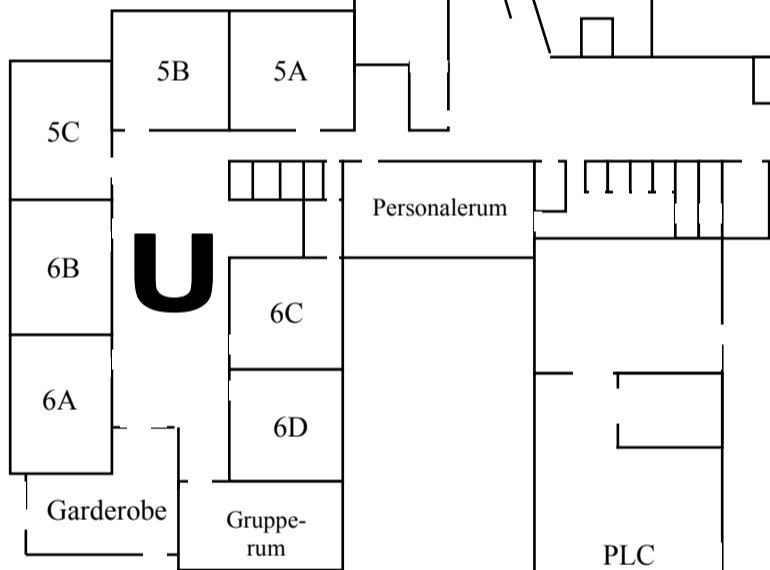 5B
5A
5C
Personalerum
6B
U
6C
6A
6D
Garderobe
Gruppe-
rum
PLC